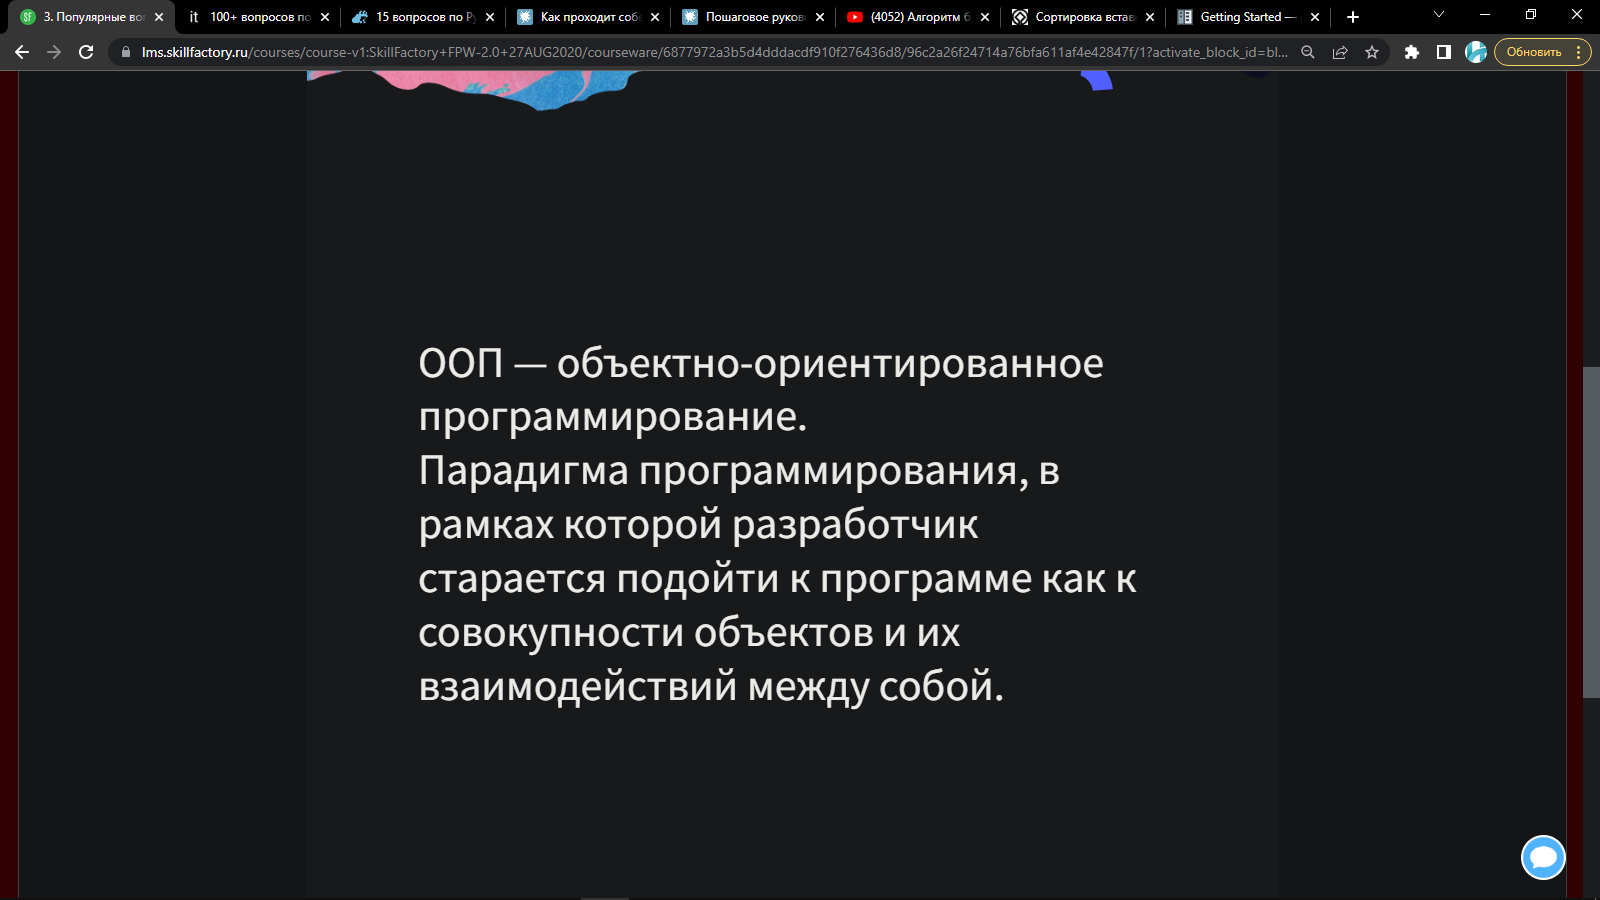 SF 3. Популярные во
it 100+ вопросов по
15 вопросов по Py
Как проходит собе
Пошаговое руков
(4052) Алгоритм б
Сортировка встав
Getting Started —
lms.skillfactory.ru/courses/course-v1:SkillFactory+FPW-2.0+27AUG2020/courseware/6877972a3b5d4dddacdf910f276436d8/96c2a26f24714a76bfa611af4e42847f/1?activate_block_id=bl...
Обновить
ООП — объектно-ориентированное
программирование.
Парадигма программирования, в
рамках которой разработчик
старается подойти к программе как к
совокупности объектов и их
взаимодействий между собой.